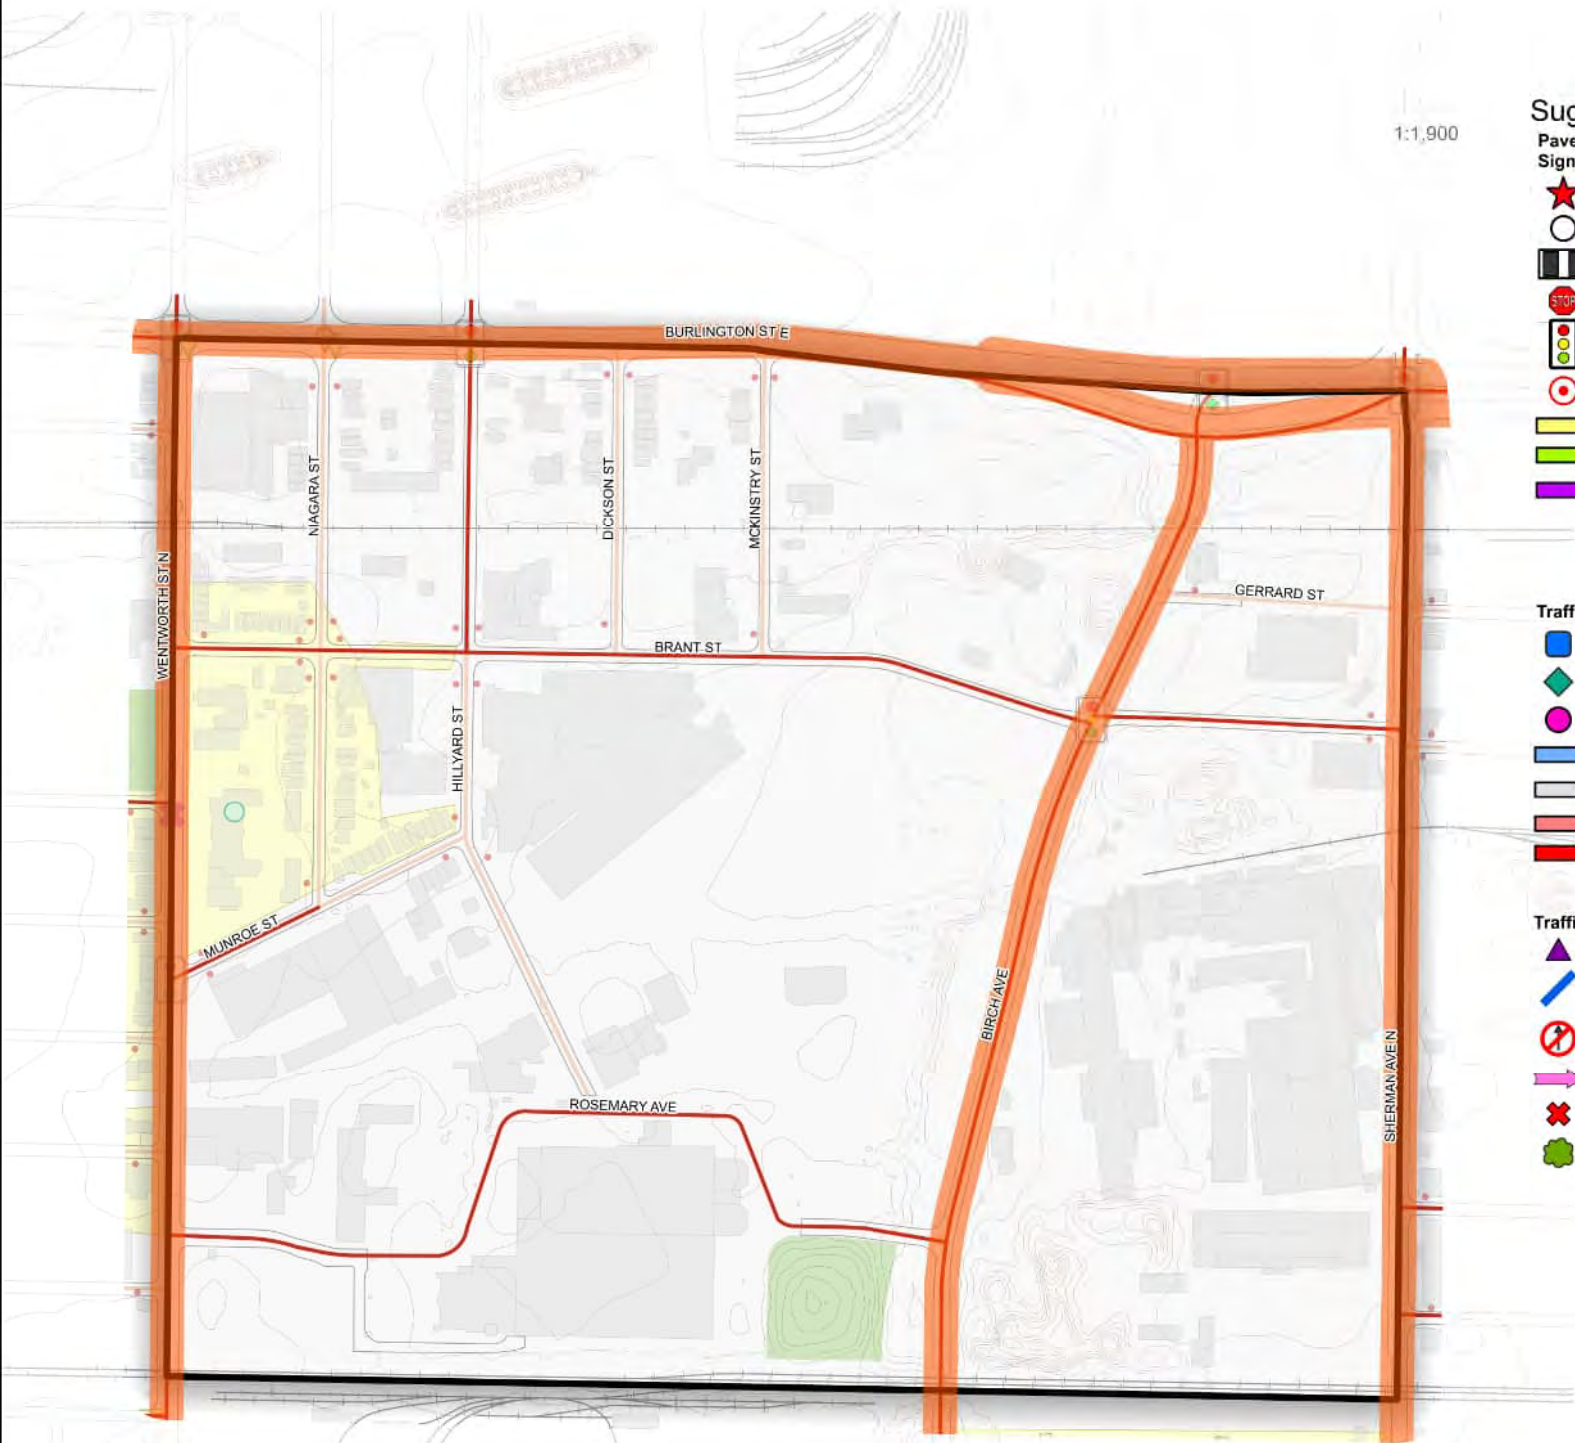 1:1,900
Sug
Pave
Sign
STOP
BURLINGTON ST E
NIAGARA ST
DICKSON ST
MCKINSTRY ST
WENTWORTH ST N
GERRARD ST
Traff
BRANT ST
HILLYARD ST
MUNROE ST
Traffi
BIRCH AVE
SHERMAN AVE N
ROSEMARY AVE